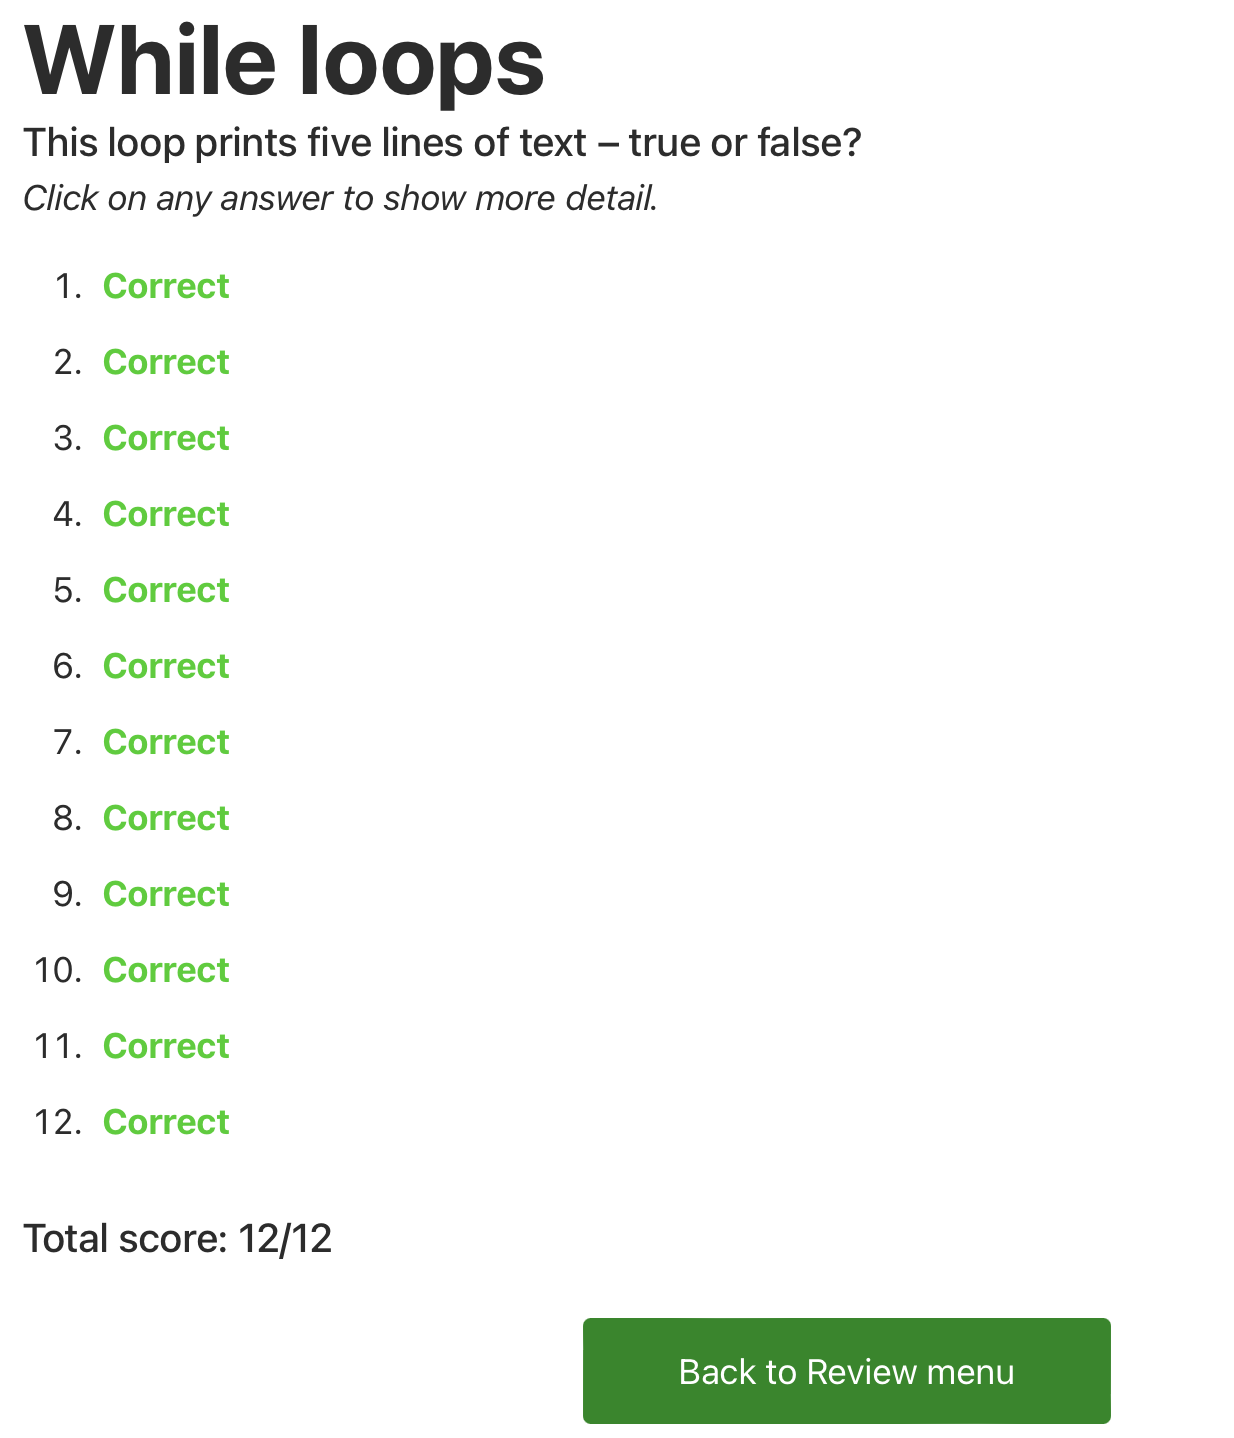 While loops
This loop prints five lines of text – true or false?
Click on any answer to show more detail.
1. Correct
2. Correct
3. Correct
4. Correct
5. Correct
6. Correct
7. Correct
8. Correct
9. Correct
10. Correct
11. Correct
12. Correct
Total score: 12/12
Back to Review menu